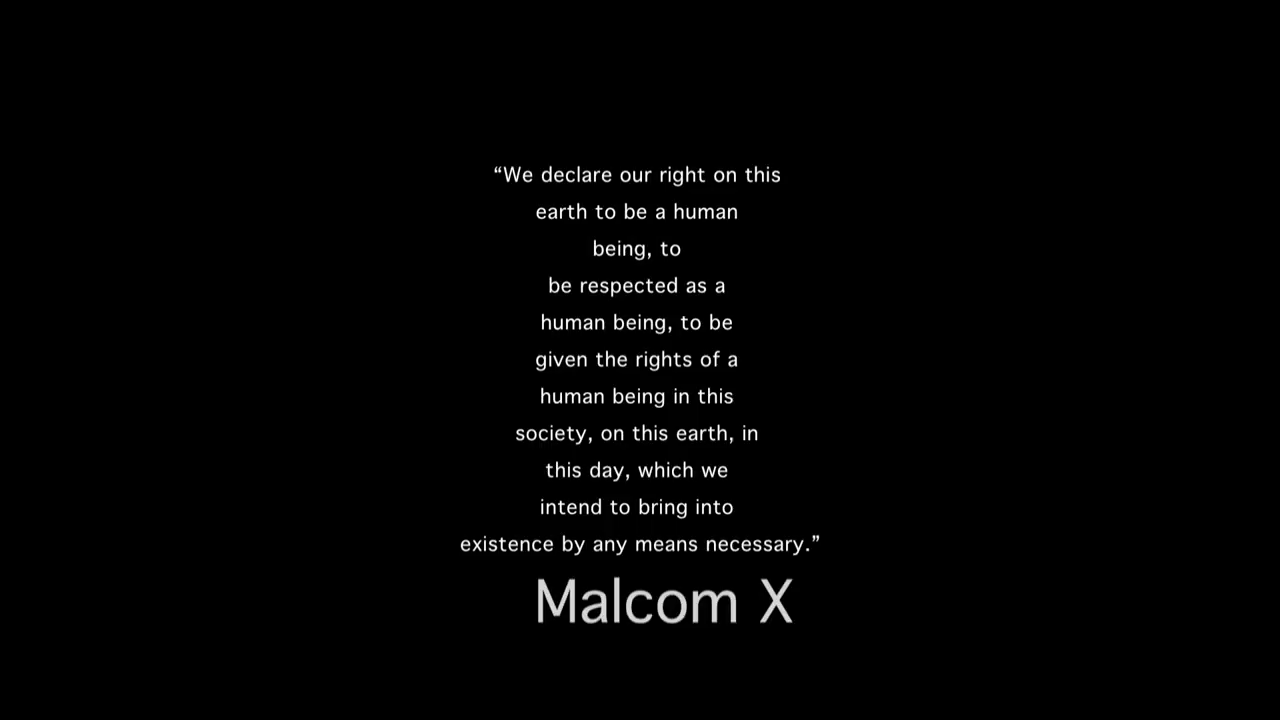 “We declare our right on this
earth to be a human
being, to
be respected as a
human being, to be
given the rights of a
human being in this
society, on this earth, in
this day, which we
intend to bring into
existence by any means necessary.”
Malcom X